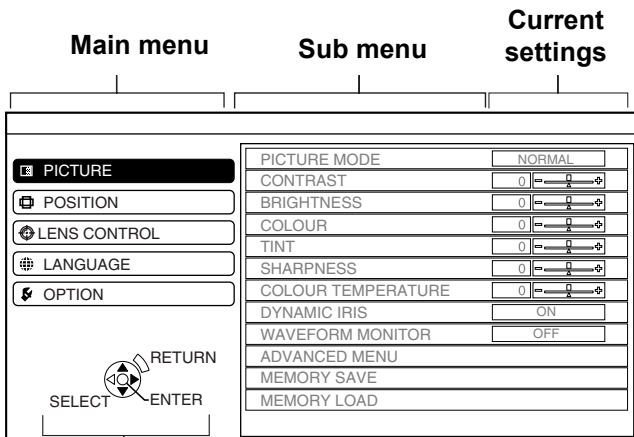 Main menu
Sub menu
Current
settings
PICTURE
POSITION
LENS CONTROL
LANGUAGE
OPTION
PICTURE MODE NORMAL
CONTRAST 0
BRIGHTNESS 0
COLOUR 0
TINT 0
SHARPNESS 0
COLOUR TEMPERATURE 0
DYNAMIC IRIS ON
WAVEFORM MONITOR OFF
ADVANCED MENU
MEMORY SAVE
MEMORY LOAD
RETURN
SELECT ENTER